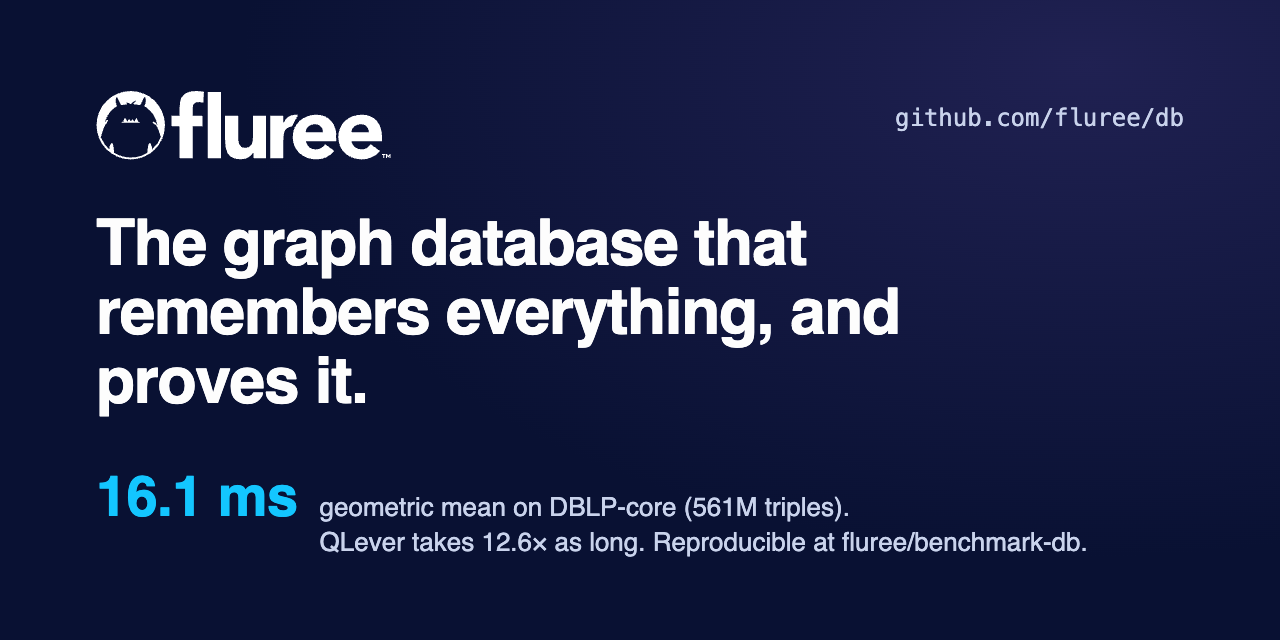 fluree™
github.com/fluree/db
The graph database that
remembers everything, and
proves it.
16.1 ms
geometric mean on DBLP-core (561M triples).
QLever takes 12.6× as long. Reproducible at fluree/benchmark-db.